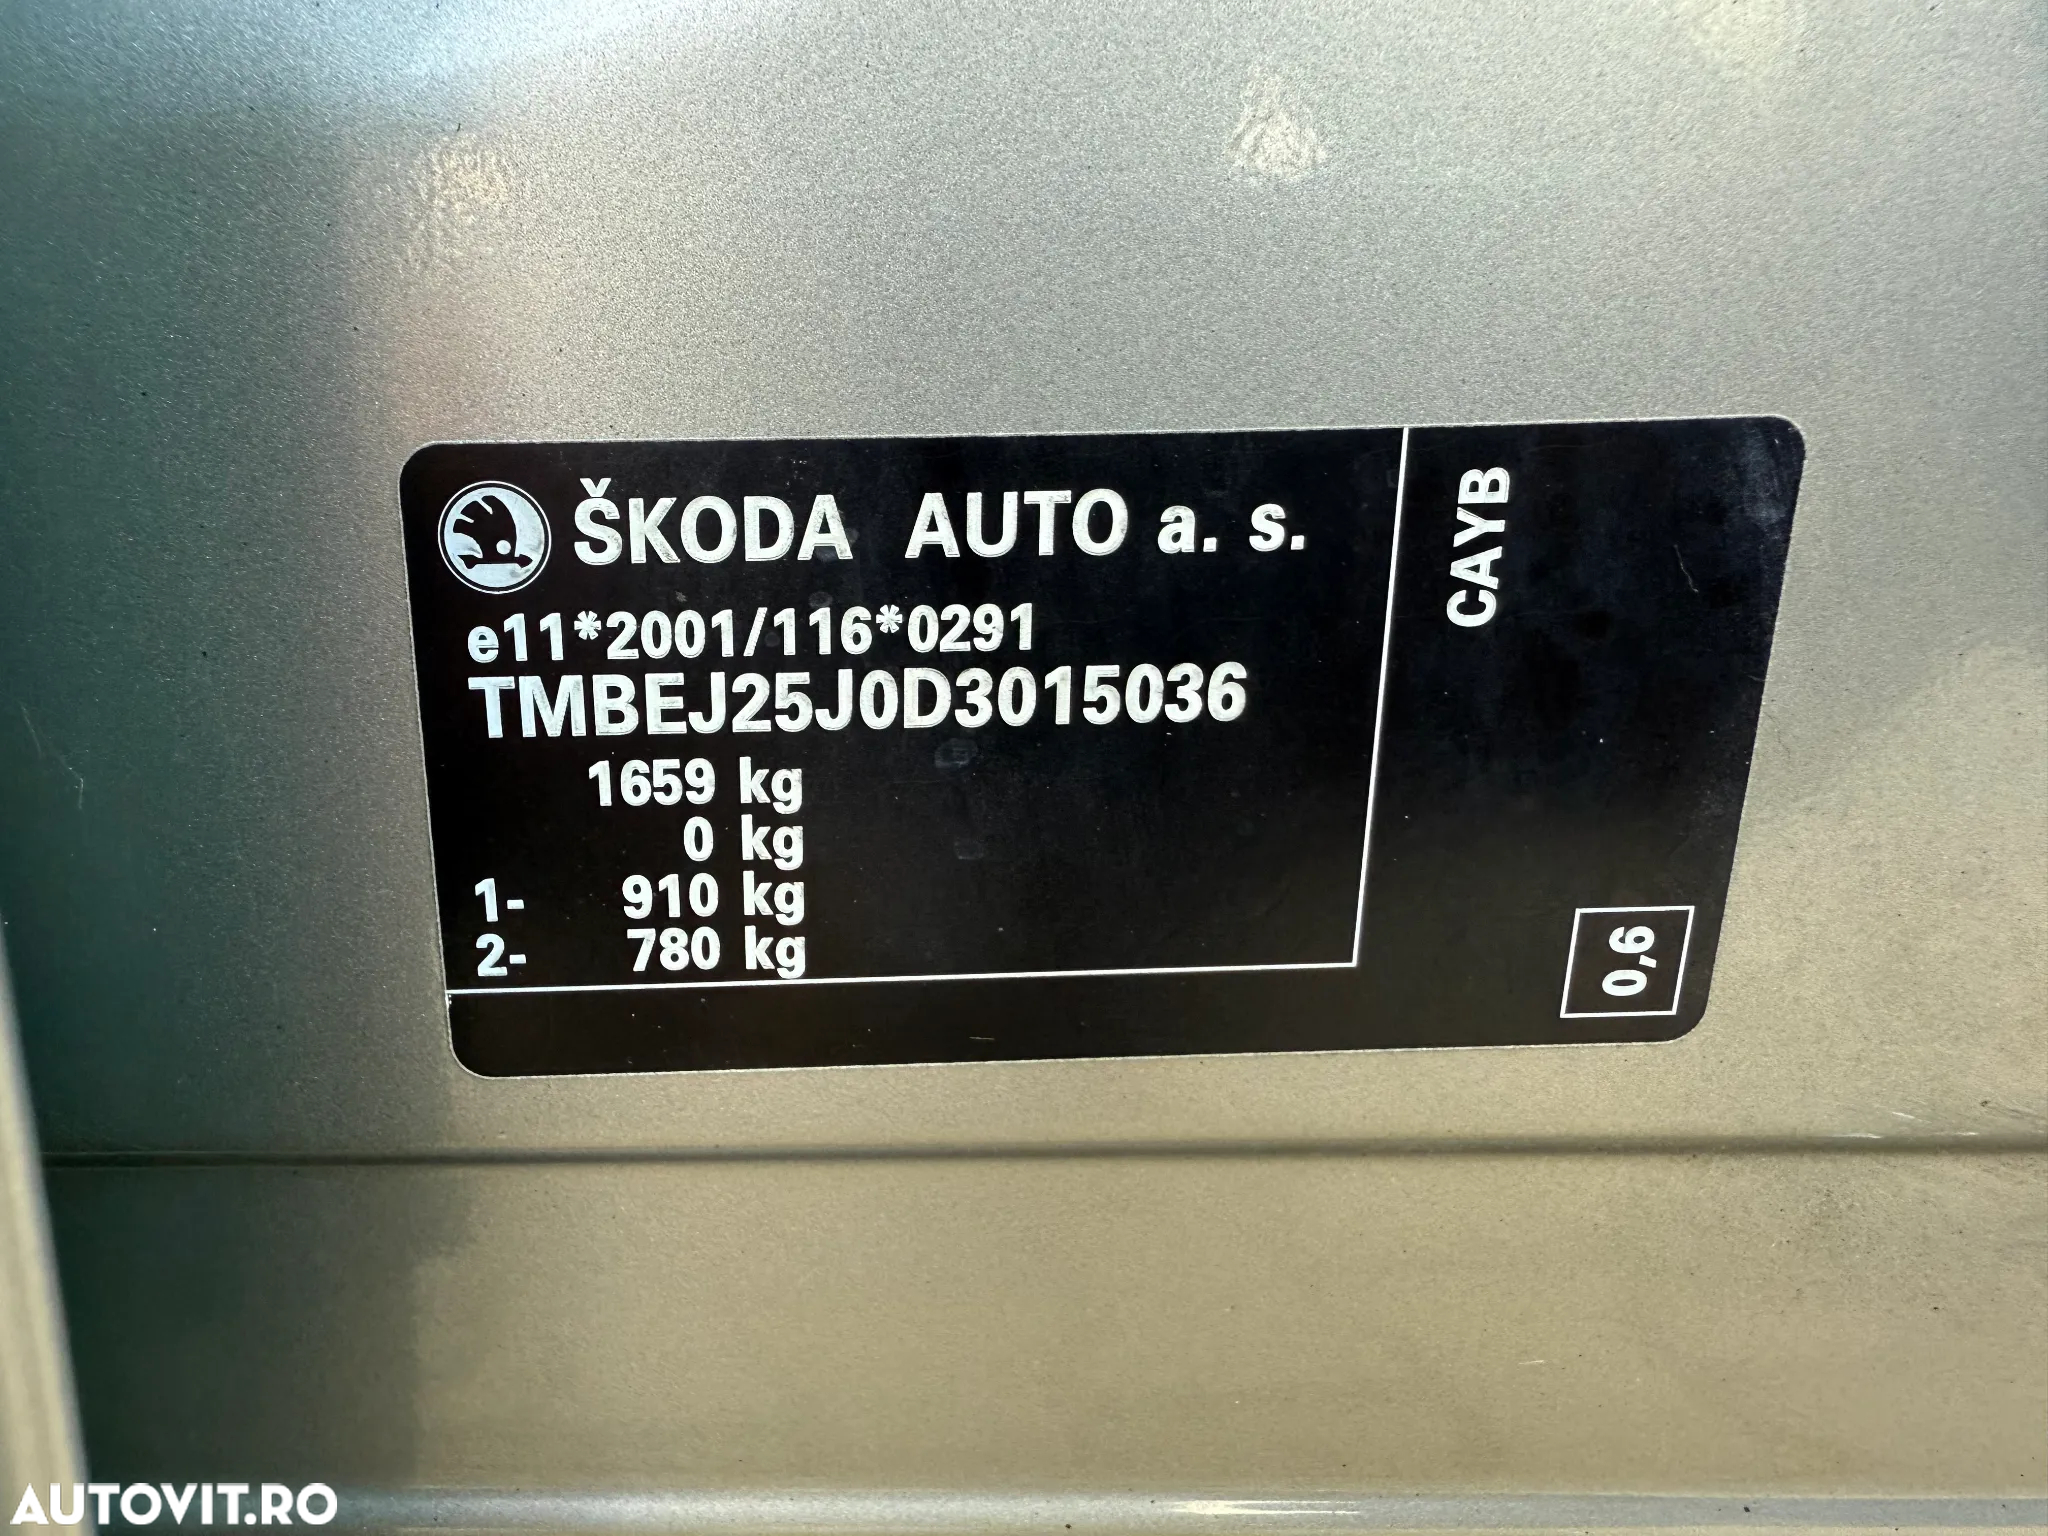 ŠKODA AUTO a. s.
e11*2001/116*0291
TMBEJ25J0D3015036
1659 kg
0 kg
1- 910 kg
2- 780 kg
CAYB
0,6
AUTOVIT.RO